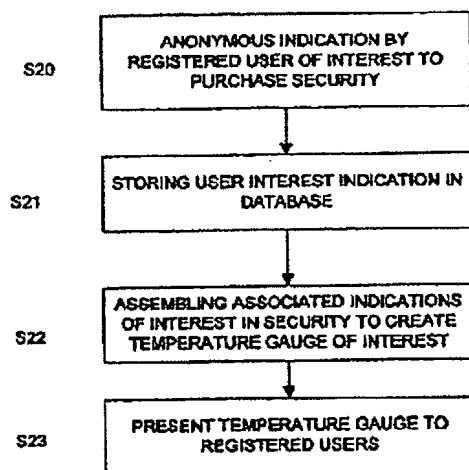 S20
ANONYMOUS INDICATION BY
REGISTERED USER OF INTEREST TO
PURCHASE SECURITY
S21
STORING USER INTEREST INDICATION IN
DATABASE
S22
ASSEMBLING ASSOCIATED INDICATIONS
OF INTEREST IN SECURITY TO CREATE
TEMPERATURE GAUGE OF INTEREST
S23
PRESENT TEMPERATURE GAUGE TO
REGISTERED USERS